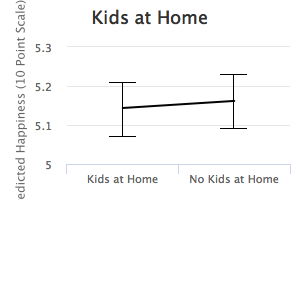 Kids at Home
edicted Happiness (10 Point Scale)
5.3
5.2
5.1
5
Kids at Home
No Kids at Home